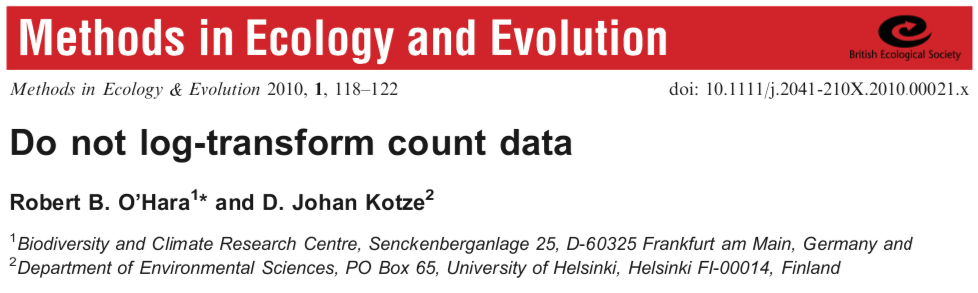 Methods in Ecology and Evolution
British Ecological Society
Methods in Ecology & Evolution 2010, 1, 118–122 doi: 10.1111/j.2041-210X.2010.00021.x
Do not log-transform count data
Robert B. O’Hara1* and D. Johan Kotze2
1Biodiversity and Climate Research Centre, Senckenberganlage 25, D-60325 Frankfurt am Main, Germany and
2Department of Environmental Sciences, PO Box 65, University of Helsinki, Helsinki FI-00014, Finland